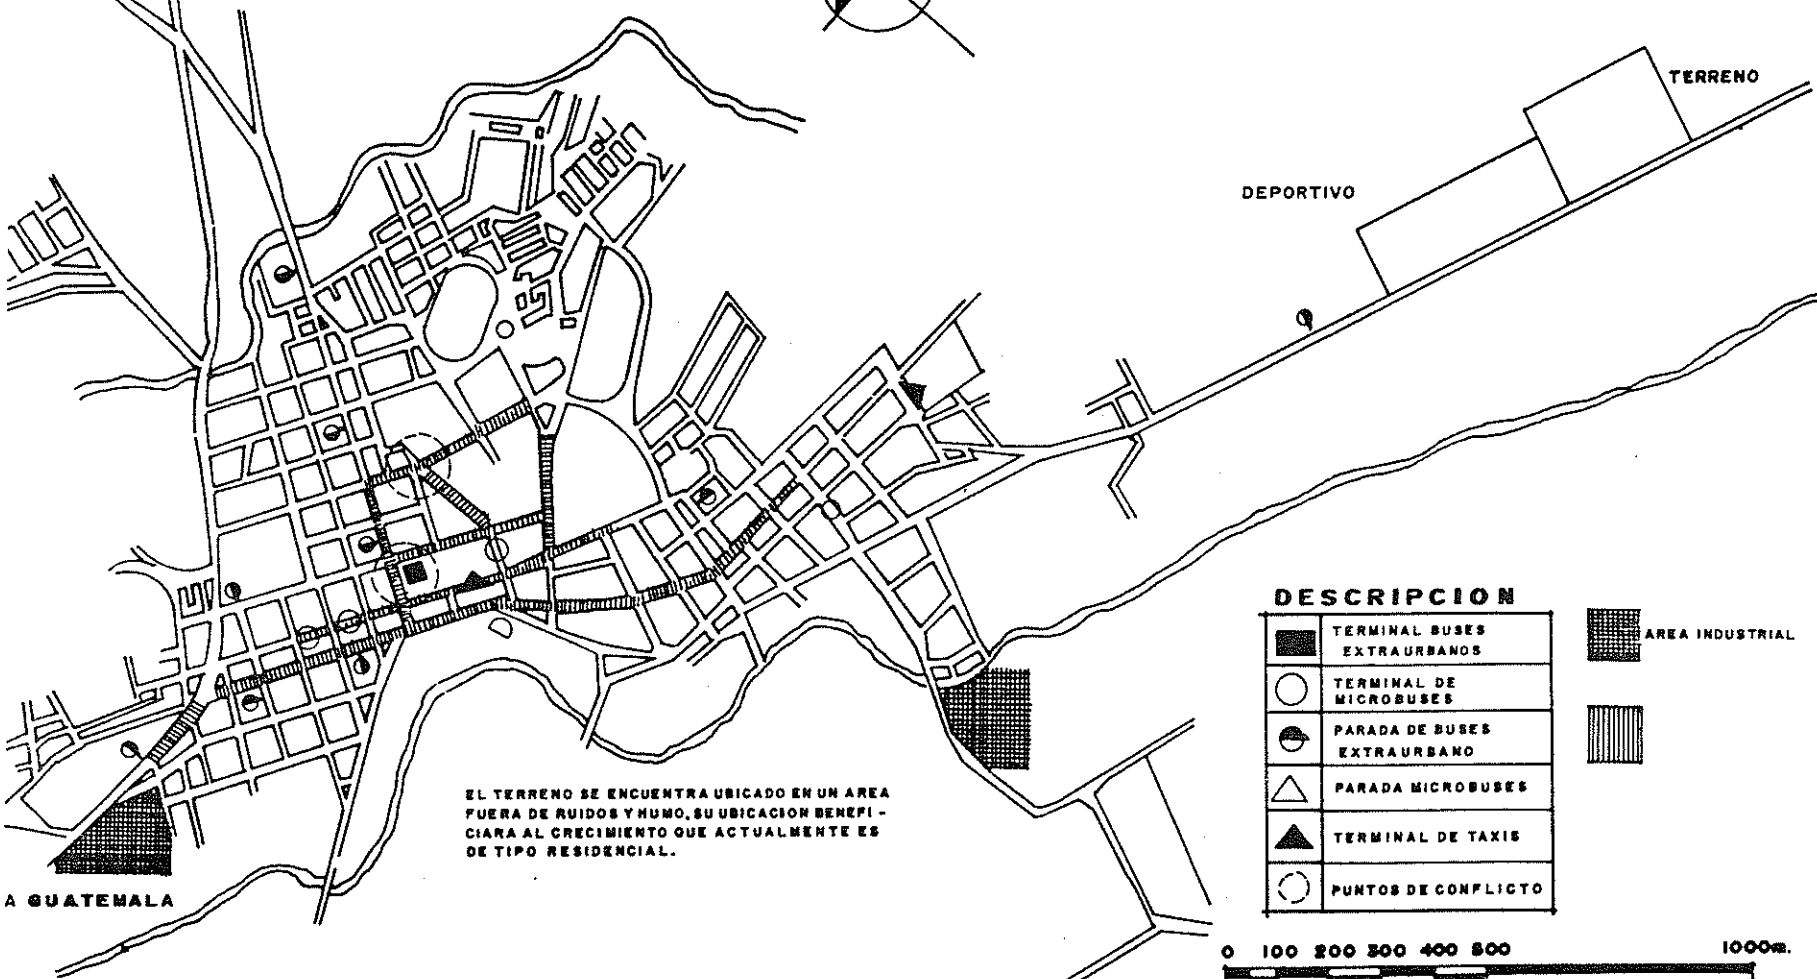 TERRENO
DEPORTIVO
DESCRIPCION
TERMINAL BUSES
EXTRAURBANOS
TERMINAL DE
MICROBUSES
PARADA DE BUSES
EXTRAURBANO
PARADA MICROBUSES
TERMINAL DE TAXIS
PUNTOS DE CONFLICTO
AREA INDUSTRIAL
EL TERRENO SE ENCUENTRA UBICADO EN UN AREA
FUERA DE RUIDOS Y HUMO, SU UBICACION BENEFI-
CIARA AL CRECIMIENTO QUE ACTUALMENTE ES
DE TIPO RESIDENCIAL.
A GUATEMALA
0 100 200 300 400 500 1000m.